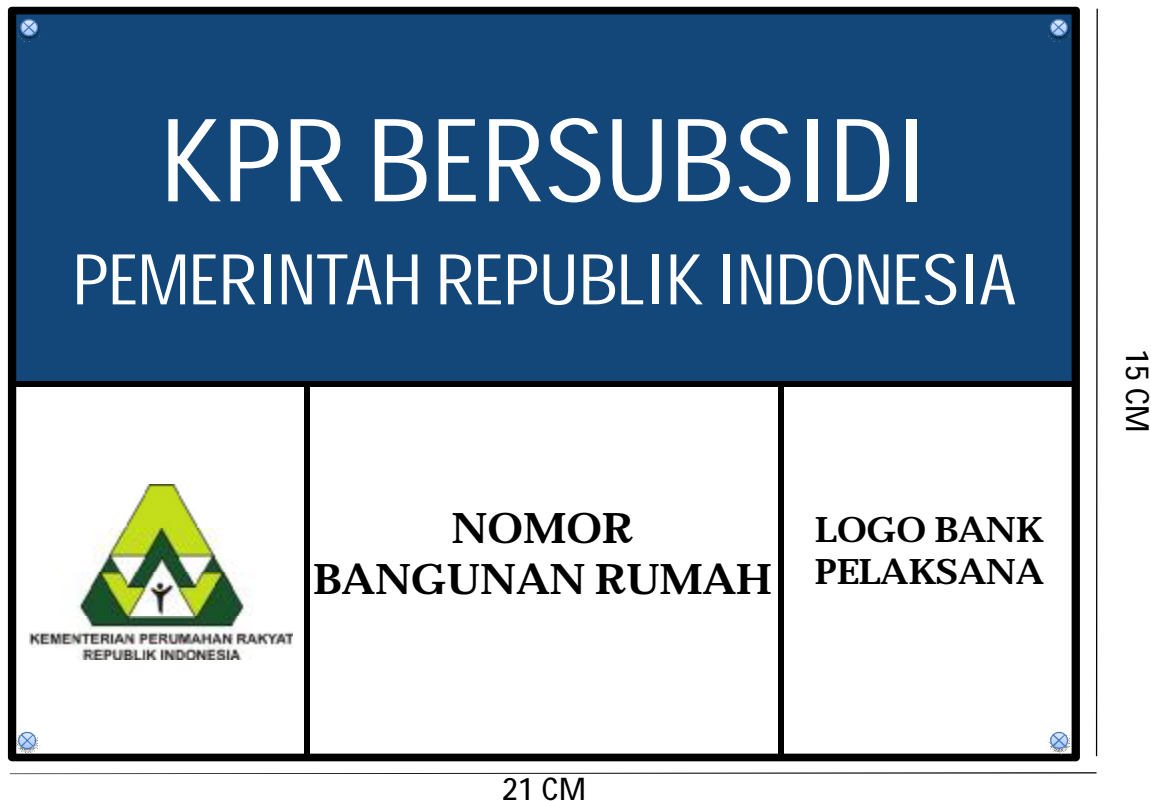 KPR BERSUBSIDI
PEMERINTAH REPUBLIK INDONESIA
KEMENTERIAN PERUMAHAN RAKYAT
REPUBLIK INDONESIA
NOMOR
BANGUNAN RUMAH
LOGO BANK
PELAKSANA
15 CM
21 CM